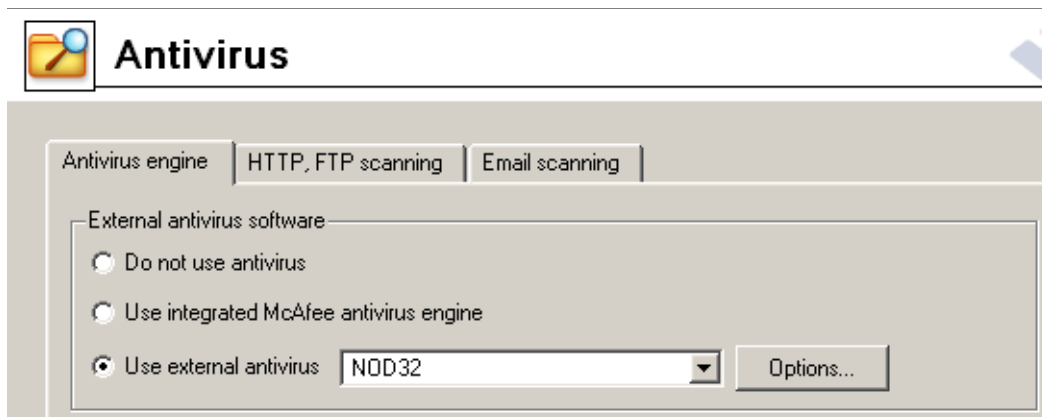 Antivirus
Antivirus engine HTTP, FTP scanning Email scanning
External antivirus software
Do not use antivirus
Use integrated McAfee antivirus engine
Use external antivirus NOD32 Options...